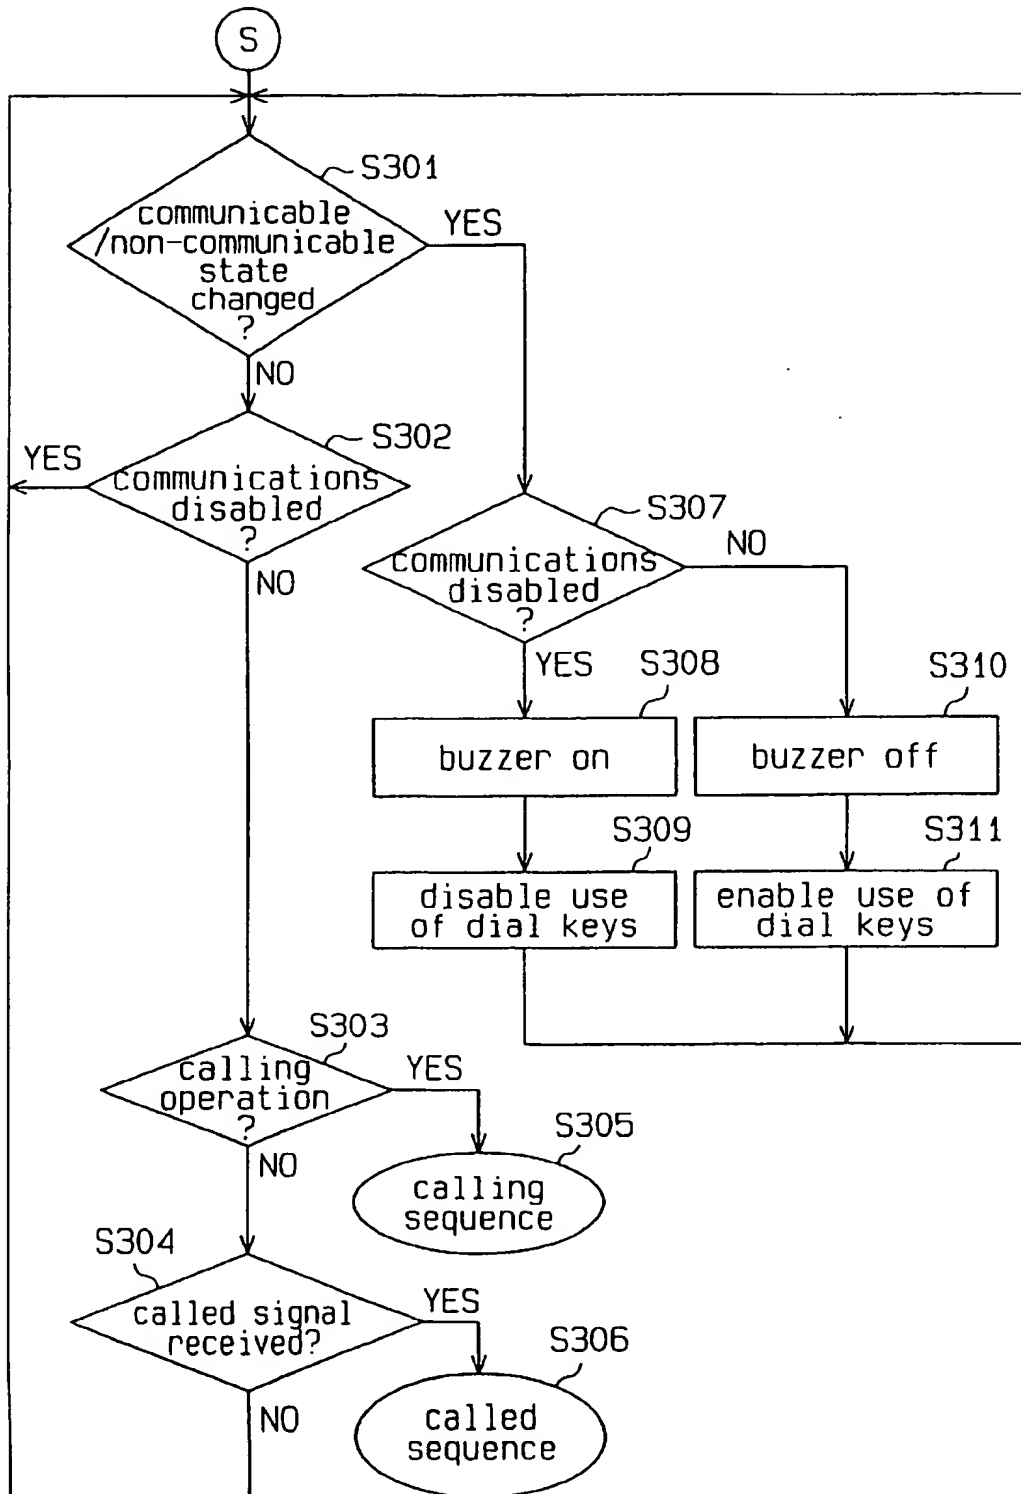 S
S301
communicable
/non-communicable
state
changed
?
YES
NO
S302
YES
communications
disabled
?
NO
S307
communications
disabled
?
NO
YES
S308
buzzer on
S310
buzzer off
S309
disable use
of dial keys
S311
enable use of
dial keys
S303
calling
operation
?
YES
NO
S305
calling
sequence
S304
called signal
received?
YES
NO
S306
called
sequence